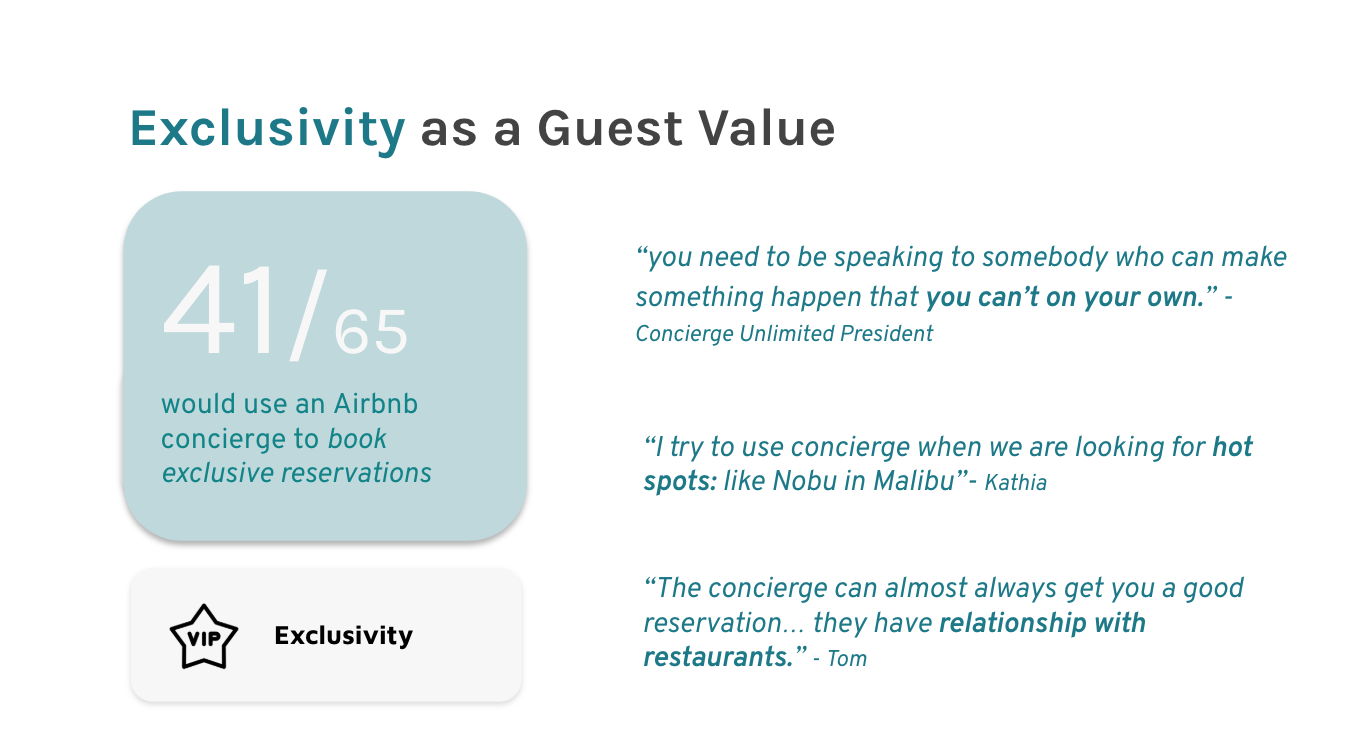 Exclusivity as a Guest Value
41/65
would use an Airbnb
concierge to book
exclusive reservations
VIP
Exclusivity
“you need to be speaking to somebody who can make
something happen that you can’t on your own.” -
Concierge Unlimited President
“I try to use concierge when we are looking for hot
spots: like Nobu in Malibu”- Kathia
“The concierge can almost always get you a good
reservation… they have relationship with
restaurants.” - Tom